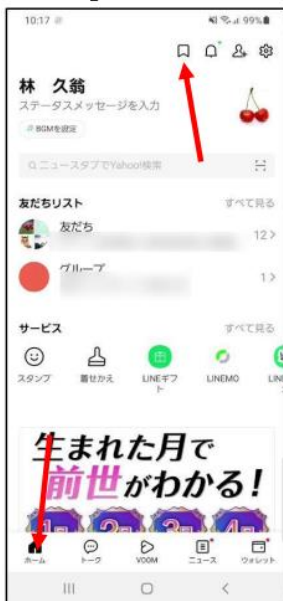 10:17
99%
林 久翁
ステータスメッセージを入力
BGMを設定
ニュースタブでYahoo!検索
友だちリスト すべて見る
友だち 12
グループ 1
サービス すべて見る
スタンプ 着せかえ LINEギフト LINEMO LIN
生まれた月で
前世がわかる!
1 2 3 4
ホーム トーク VOOM ニュース ウォレット